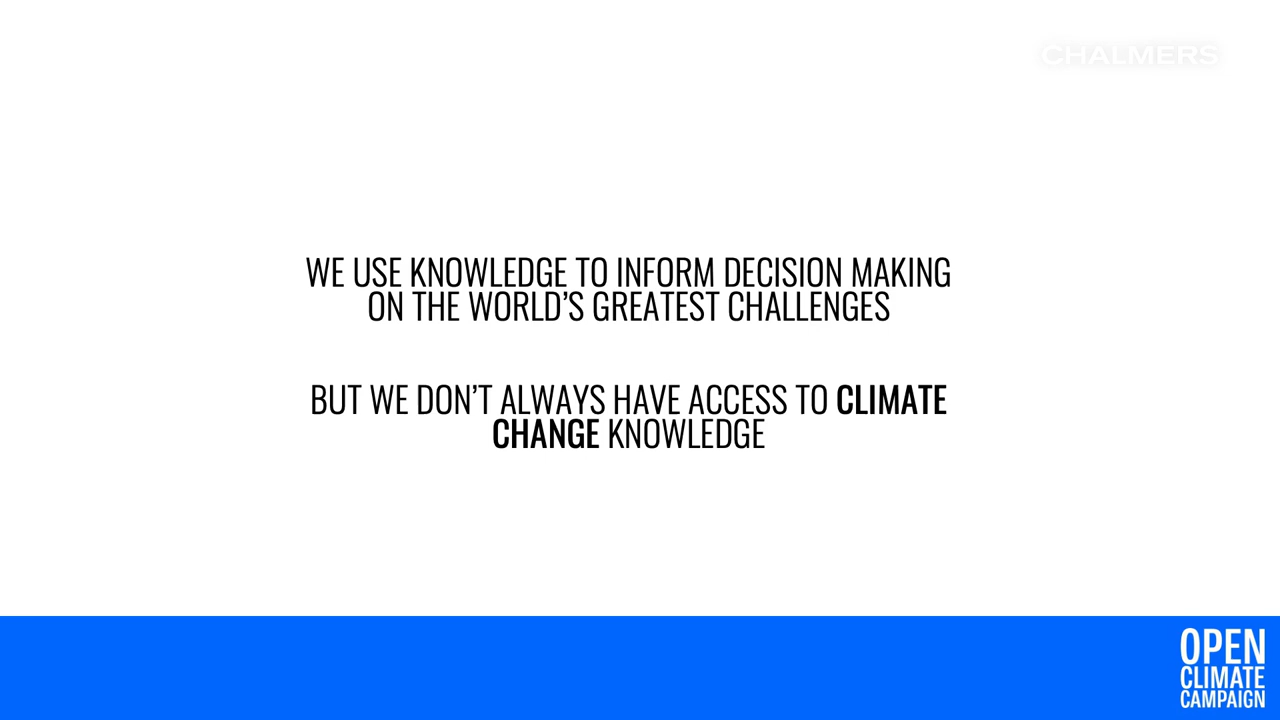 CHALMERS
WE USE KNOWLEDGE TO INFORM DECISION MAKING
ON THE WORLD’S GREATEST CHALLENGES
BUT WE DON’T ALWAYS HAVE ACCESS TO CLIMATE
CHANGE KNOWLEDGE
OPEN
CLIMATE
CAMPAIGN